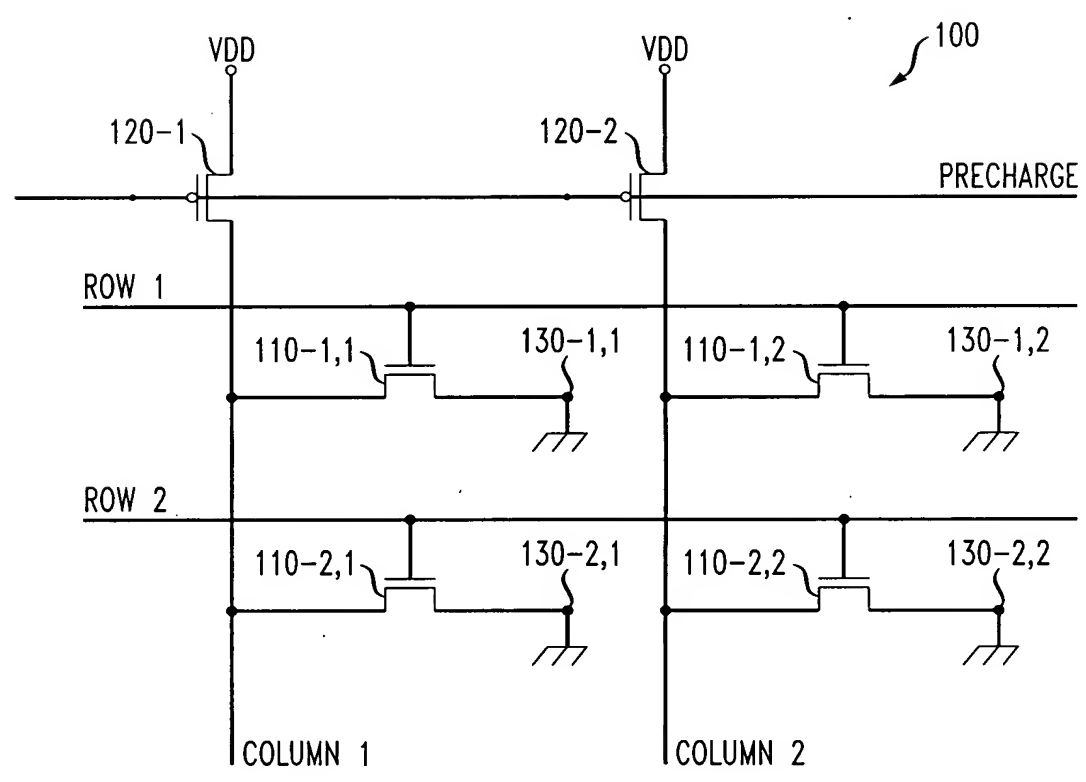 100
VDD
VDD
120-1
120-2
PRECHARGE
ROW 1
110-1,1
130-1,1
110-1,2
130-1,2
ROW 2
110-2,1
130-2,1
110-2,2
130-2,2
COLUMN 1
COLUMN 2